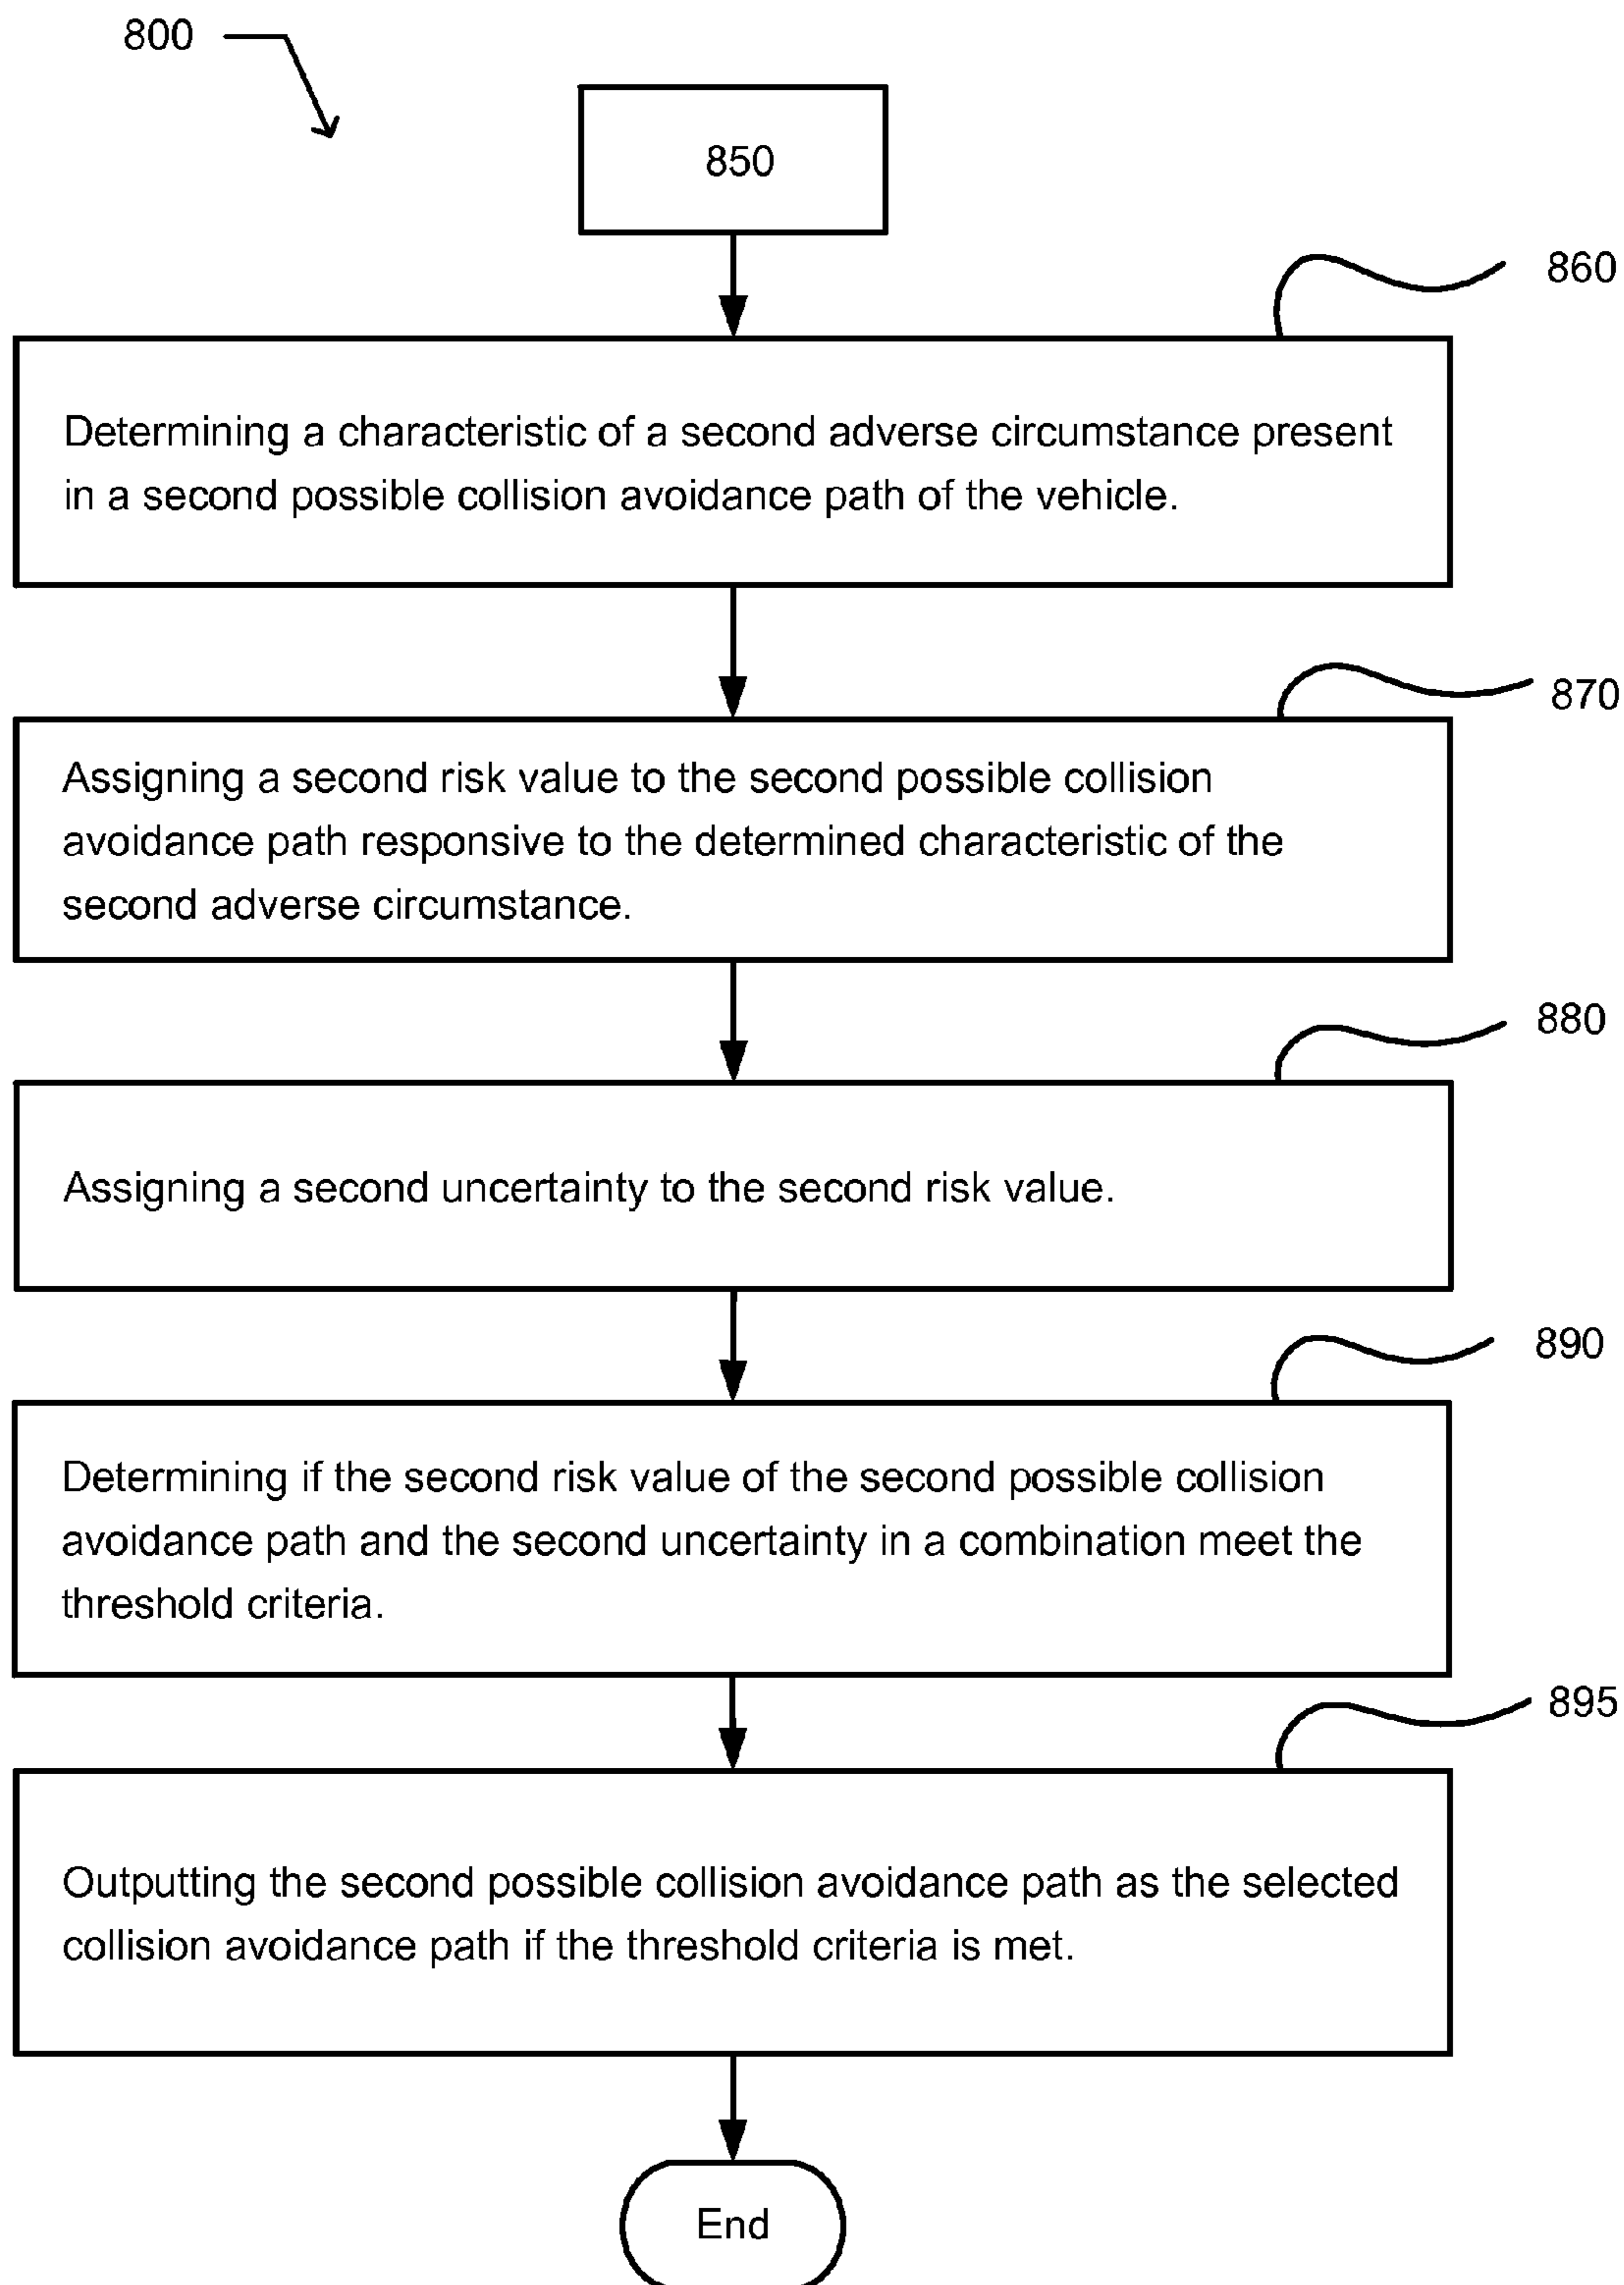 800
850
860
Determining a characteristic of a second adverse circumstance present
in a second possible collision avoidance path of the vehicle.
870
Assigning a second risk value to the second possible collision
avoidance path responsive to the determined characteristic of the
second adverse circumstance.
880
Assigning a second uncertainty to the second risk value.
890
Determining if the second risk value of the second possible collision
avoidance path and the second uncertainty in a combination meet the
threshold criteria.
895
Outputting the second possible collision avoidance path as the selected
collision avoidance path if the threshold criteria is met.
End